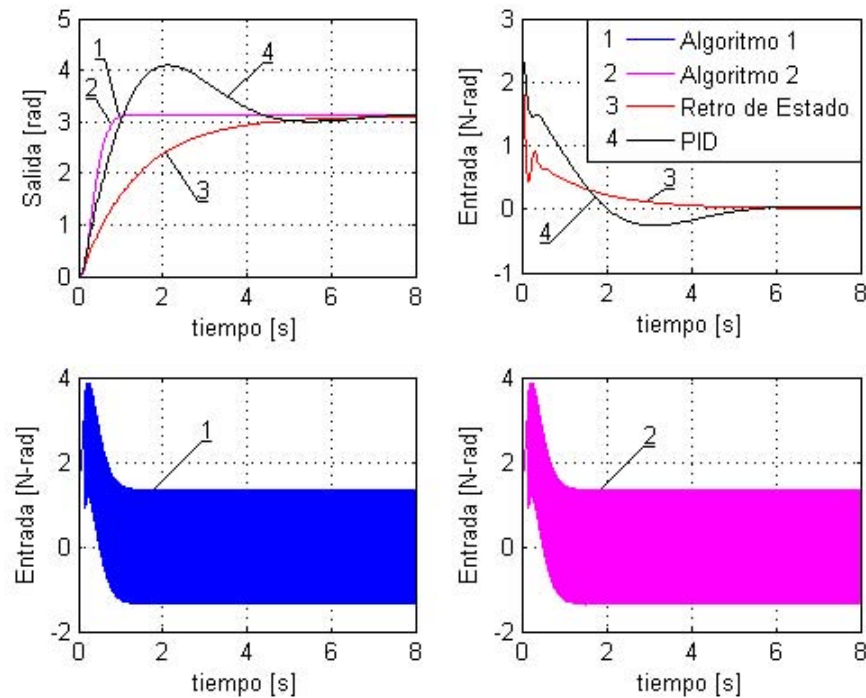 Salida [rad]
5
4
3
2
1
0
1
2
4
3
0 2 4 6 8
tiempo [s]
Entrada [N-rad]
3
2
1
0
-1
1 Algoritmo 1
2 Algoritmo 2
3 Retro de Estado
4 PID
3
4
0 2 4 6 8
tiempo [s]
Entrada [N-rad]
4
2
0
-2
1
0 2 4 6 8
tiempo [s]
Entrada [N-rad]
4
2
0
-2
2
0 2 4 6 8
tiempo [s]